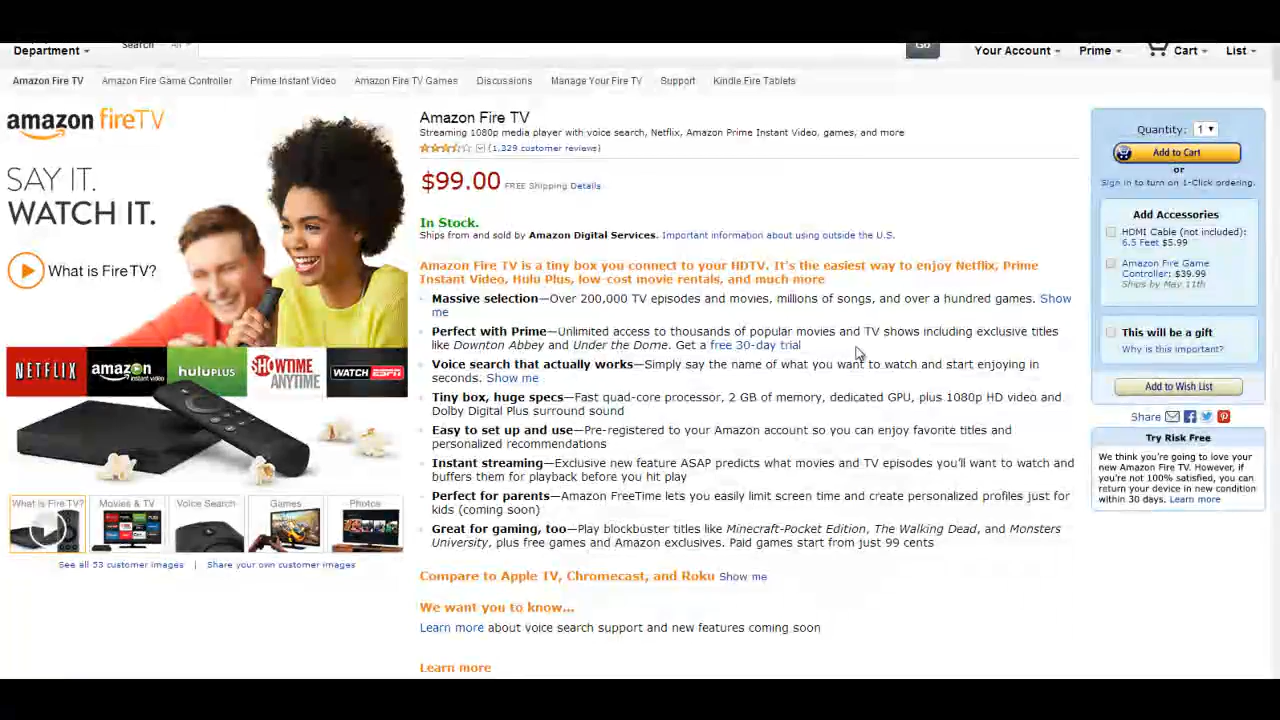 Department
Search
All
Go
Your Account
Prime
Cart
List
Amazon Fire TV
Amazon Fire Game Controller
Prime Instant Video
Amazon Fire TV Games
Discussions
Manage Your Fire TV
Support
Kindle Fire Tablets
amazon fireTV
SAY IT.
WATCH IT.
What is Fire TV?
NETFLIX
amazon instant video
huluPLUS
SHOWTIME ANYTIME
WATCH ESPN
What is Fire TV?
Movies & TV
Voice Search
Games
Photos
See all 53 customer images | Share your own customer images
Amazon Fire TV
Streaming 1080p media player with voice search, Netflix, Amazon Prime Instant Video, games, and more
(1,329 customer reviews)
$99.00 FREE Shipping Details
In Stock.
Ships from and sold by Amazon Digital Services. Important information about using outside the U.S.
Amazon Fire TV is a tiny box you connect to your HDTV. It's the easiest way to enjoy Netflix, Prime
Instant Video, Hulu Plus, low-cost movie rentals, and much more
Massive selection—Over 200,000 TV episodes and movies, millions of songs, and over a hundred games. Show
me
Perfect with Prime—Unlimited access to thousands of popular movies and TV shows including exclusive titles
like Downton Abbey and Under the Dome. Get a free 30-day trial
Voice search that actually works—Simply say the name of what you want to watch and start enjoying in
seconds. Show me
Tiny box, huge specs—Fast quad-core processor, 2 GB of memory, dedicated GPU, plus 1080p HD video and
Dolby Digital Plus surround sound
Easy to set up and use—Pre-registered to your Amazon account so you can enjoy favorite titles and
personalized recommendations
Instant streaming—Exclusive new feature ASAP predicts what movies and TV episodes you'll want to watch and
buffers them for playback before you hit play
Perfect for parents—Amazon FreeTime lets you easily limit screen time and create personalized profiles just for
kids (coming soon)
Great for gaming, too—Play blockbuster titles like Minecraft-Pocket Edition, The Walking Dead, and Monsters
University, plus free games and Amazon exclusives. Paid games start from just 99 cents
Compare to Apple TV, Chromecast, and Roku Show me
We want you to know...
Learn more about voice search support and new features coming soon
Learn more
Quantity: 1
Add to Cart
or
Sign in to turn on 1-Click ordering.
Add Accessories
HDMI Cable (not included):
6.5 Feet $5.99
Amazon Fire Game
Controller: $39.99
Ships by May 11th
This will be a gift
Why is this important?
Add to Wish List
Share
Try Risk Free
We think you're going to love your
new Amazon Fire TV. However, if
you're not 100% satisfied, you can
return your device in new condition
within 30 days. Learn more